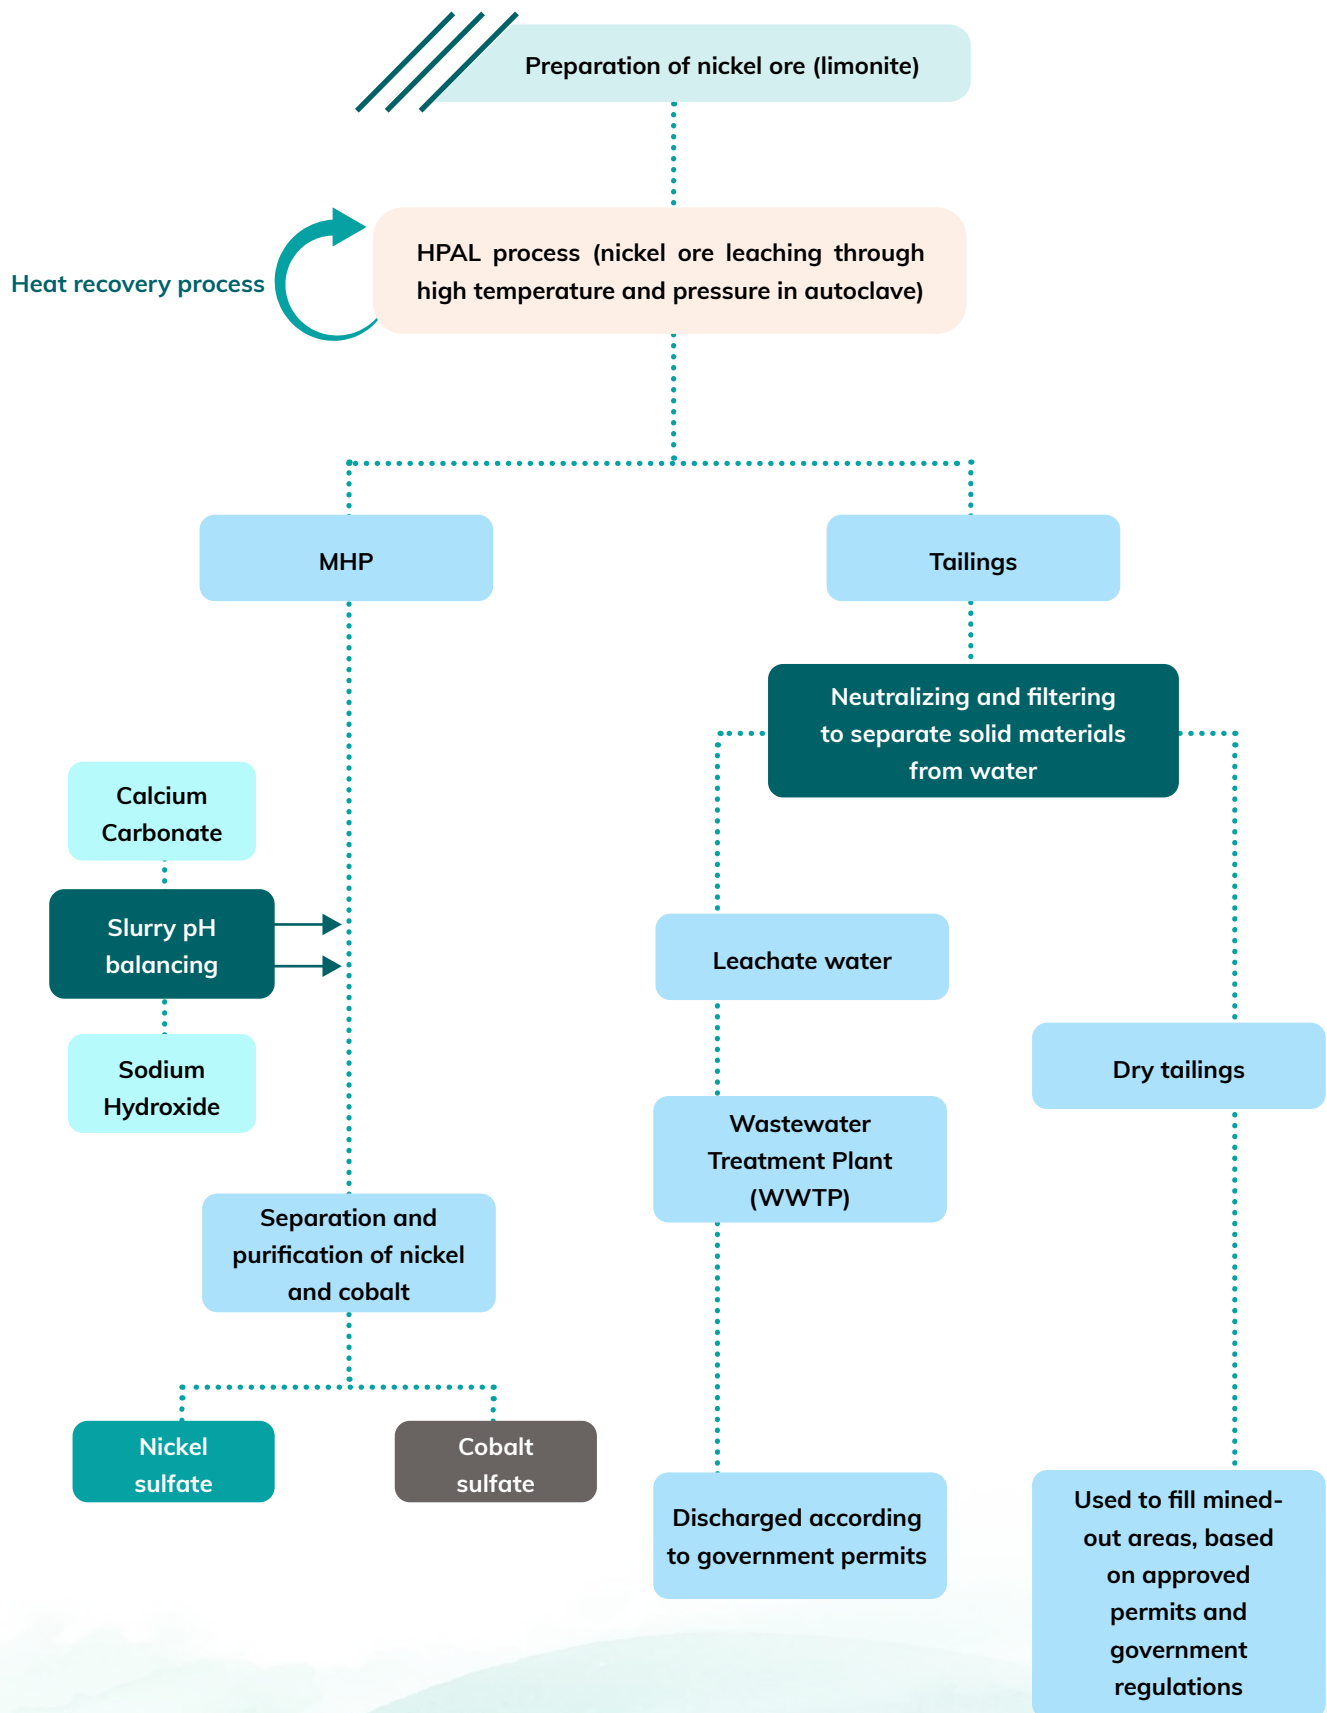 Preparation of nickel ore (limonite)
Heat recovery process
HPAL process (nickel ore leaching through
high temperature and pressure in autoclave)
MHP
Tailings
Neutralizing and filtering
to separate solid materials
from water
Calcium
Carbonate
Slurry pH
balancing
Sodium
Hydroxide
Leachate water
Dry tailings
Wastewater
Treatment Plant
(WWTP)
Separation and
purification of nickel
and cobalt
Nickel
sulfate
Cobalt
sulfate
Discharged according
to government permits
Used to fill mined-
out areas, based
on approved
permits and
government
regulations